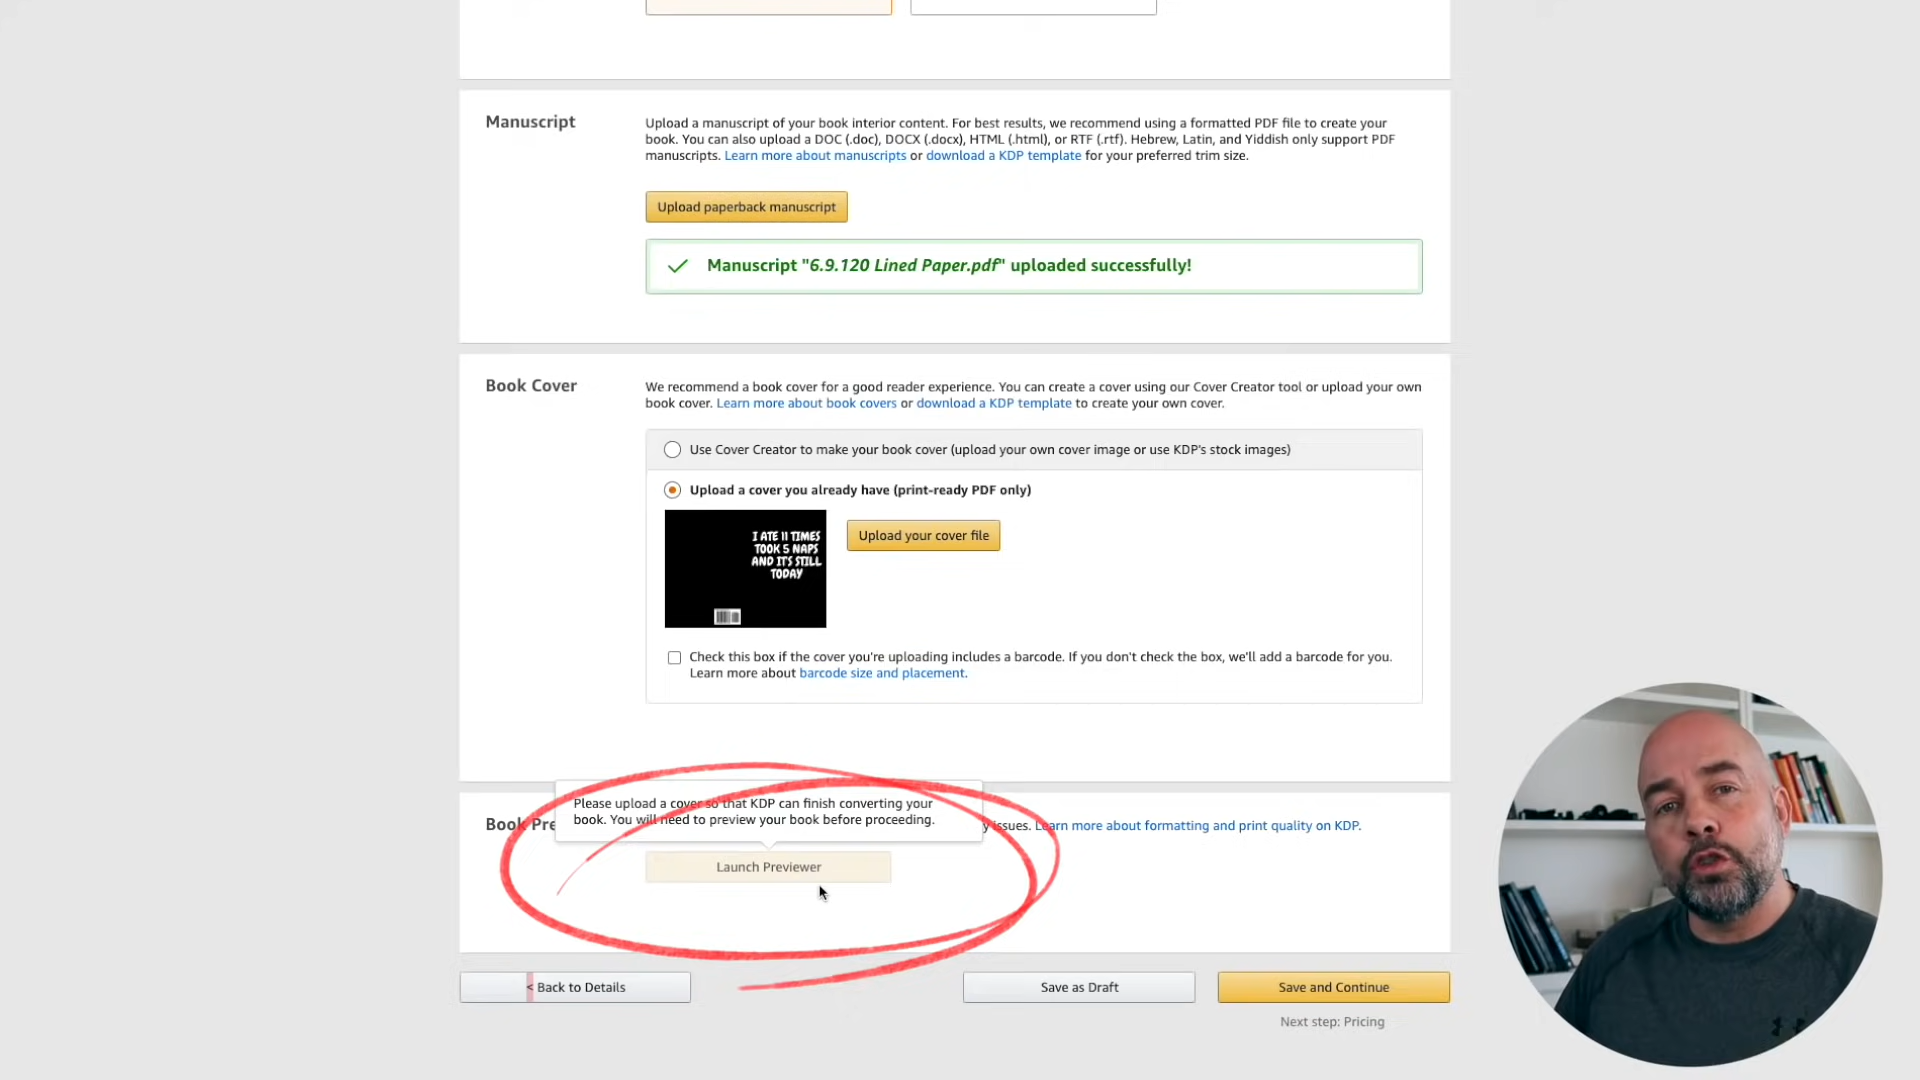 Manuscript
Upload a manuscript of your book interior content. For best results, we recommend using a formatted PDF file to create your
book. You can also upload a DOC (.doc), DOCX (.docx), HTML (.html), or RTF (.rtf). Hebrew, Latin, and Yiddish only support PDF
manuscripts. Learn more about manuscripts or download a KDP template for your preferred trim size.
Upload paperback manuscript
Manuscript "6.9.120 Lined Paper.pdf" uploaded successfully!
Book Cover
We recommend a book cover for a good reader experience. You can create a cover using our Cover Creator tool or upload your own
book cover. Learn more about book covers or download a KDP template to create your own cover.
Use Cover Creator to make your book cover (upload your own cover image or use KDP's stock images)
Upload a cover you already have (print-ready PDF only)
I ATE 11 TIMES
TOOK 5 NAPS
AND IT'S STILL
TODAY
Upload your cover file
Check this box if the cover you're uploading includes a barcode. If you don't check the box, we'll add a barcode for you.
Learn more about barcode size and placement.
Please upload a cover so that KDP can finish converting your
book. You will need to preview your book before proceeding.
Book Pre
y issues. Learn more about formatting and print quality on KDP.
Launch Previewer
< Back to Details
Save as Draft
Save and Continue
Next step: Pricing